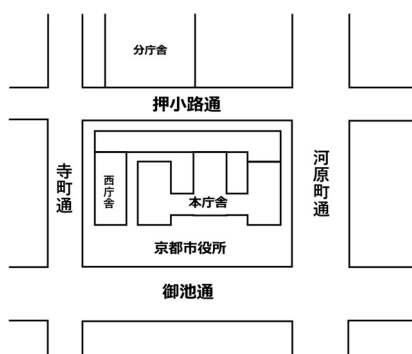 分庁舎
押小路通
寺町通
河原町通
西庁舎
本庁舎
京都市役所
御池通